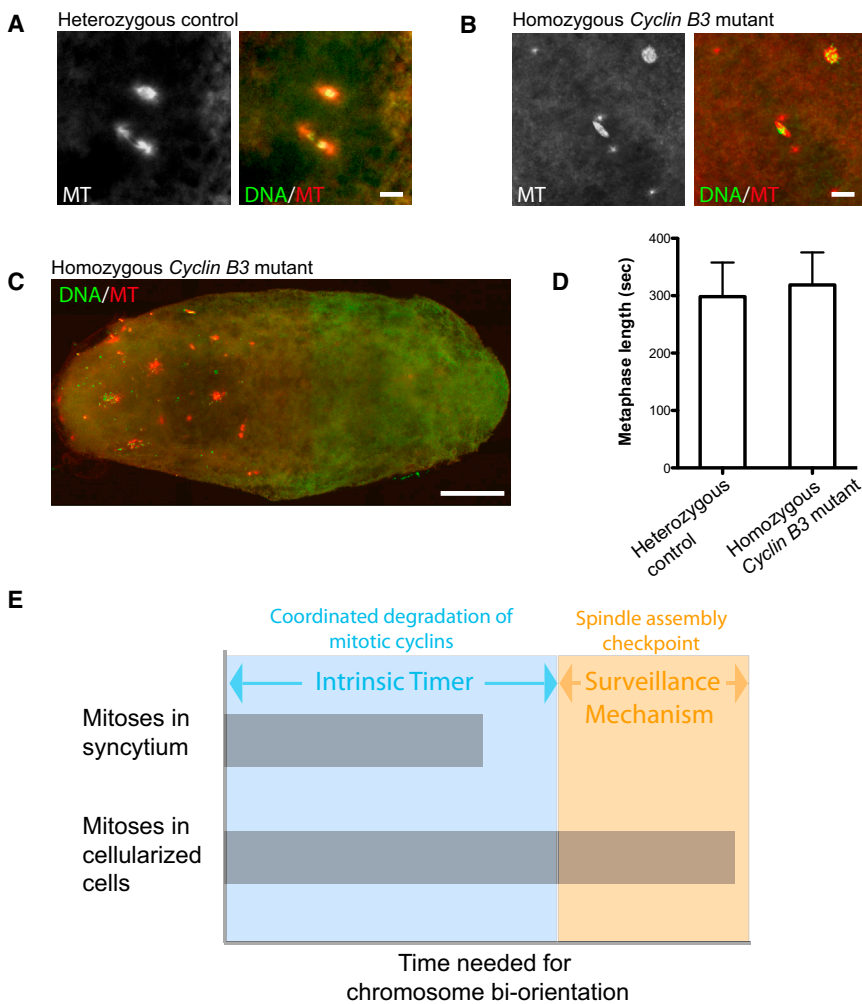 A
Heterozygous control
MT
DNA/MT
B
Homozygous Cyclin B3 mutant
MT
DNA/MT
C
Homozygous Cyclin B3 mutant
DNA/MT
D
Metaphase length (sec)
400
300
200
100
0
Heterozygous
control
Homozygous
Cyclin B3 mutant
E
Coordinated degradation of
mitotic cyclins
Spindle assembly
checkpoint
Intrinsic Timer
Surveillance
Mechanism
Mitoses in
syncytium
Mitoses in
cellularized
cells
Time needed for
chromosome bi-orientation